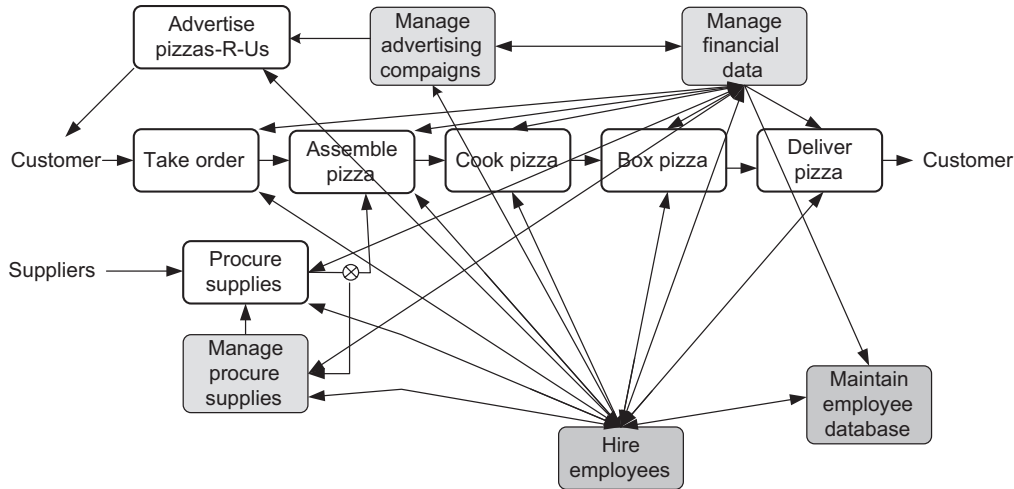 Advertise
pizzas-R-Us
Manage
advertising
compaigns
Manage
financial
data
Customer
Take order
Assemble
pizza
Cook pizza
Box pizza
Deliver
pizza
Customer
Suppliers
Procure
supplies
Manage
procure
supplies
Maintain
employee
database
Hire
employees